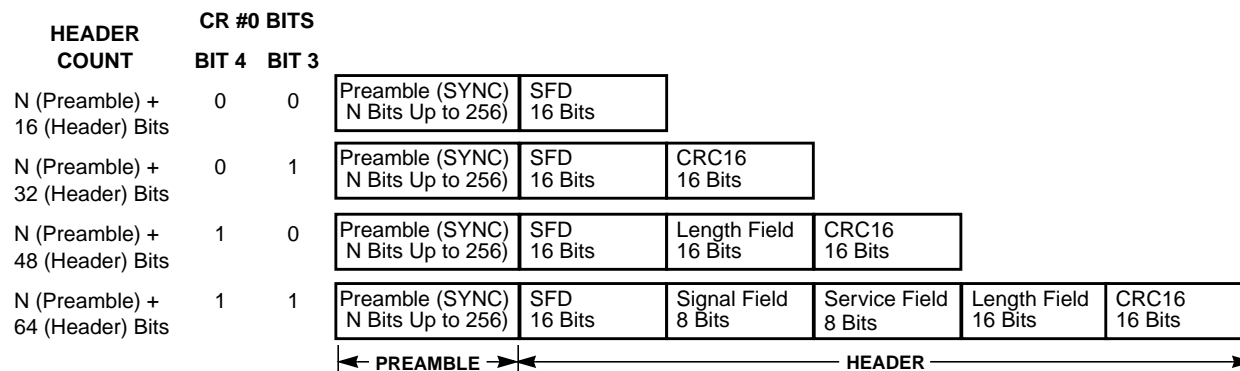 HEADER
COUNT
CR #0 BITS
BIT 4 BIT 3
N (Preamble) +
16 (Header) Bits
0 0
Preamble (SYNC)
N Bits Up to 256)
SFD
16 Bits
N (Preamble) +
32 (Header) Bits
0 1
Preamble (SYNC)
N Bits Up to 256)
SFD
16 Bits
CRC16
16 Bits
N (Preamble) +
48 (Header) Bits
1 0
Preamble (SYNC)
N Bits Up to 256)
SFD
16 Bits
Length Field
16 Bits
CRC16
16 Bits
N (Preamble) +
64 (Header) Bits
1 1
Preamble (SYNC)
N Bits Up to 256)
SFD
16 Bits
Signal Field
8 Bits
Service Field
8 Bits
Length Field
16 Bits
CRC16
16 Bits
PREAMBLE
HEADER